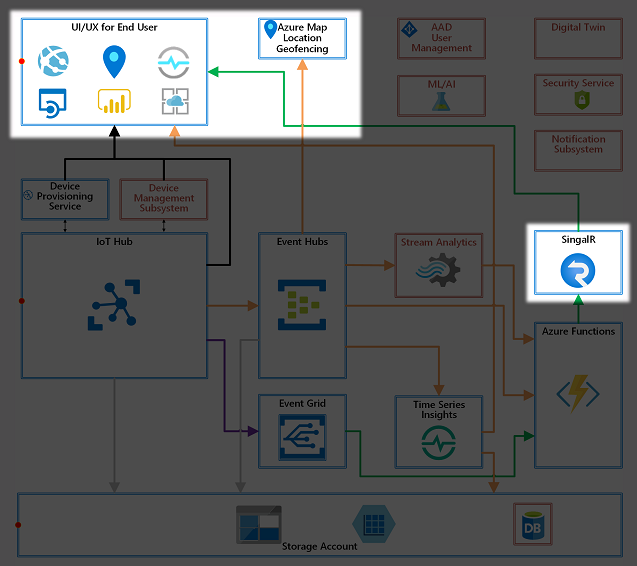 UI/UX for End User
Azure Map
Location
Geofencing
AAD
User
Management
Digital Twin
ML/AI
Security Service
Notification
Subsystem
Device
Provisioning
Service
Device
Management
Subsystem
IoT Hub
Event Hubs
Stream Analytics
SingalR
Azure Functions
Event Grid
Time Series
Insights
DB
Storage Account